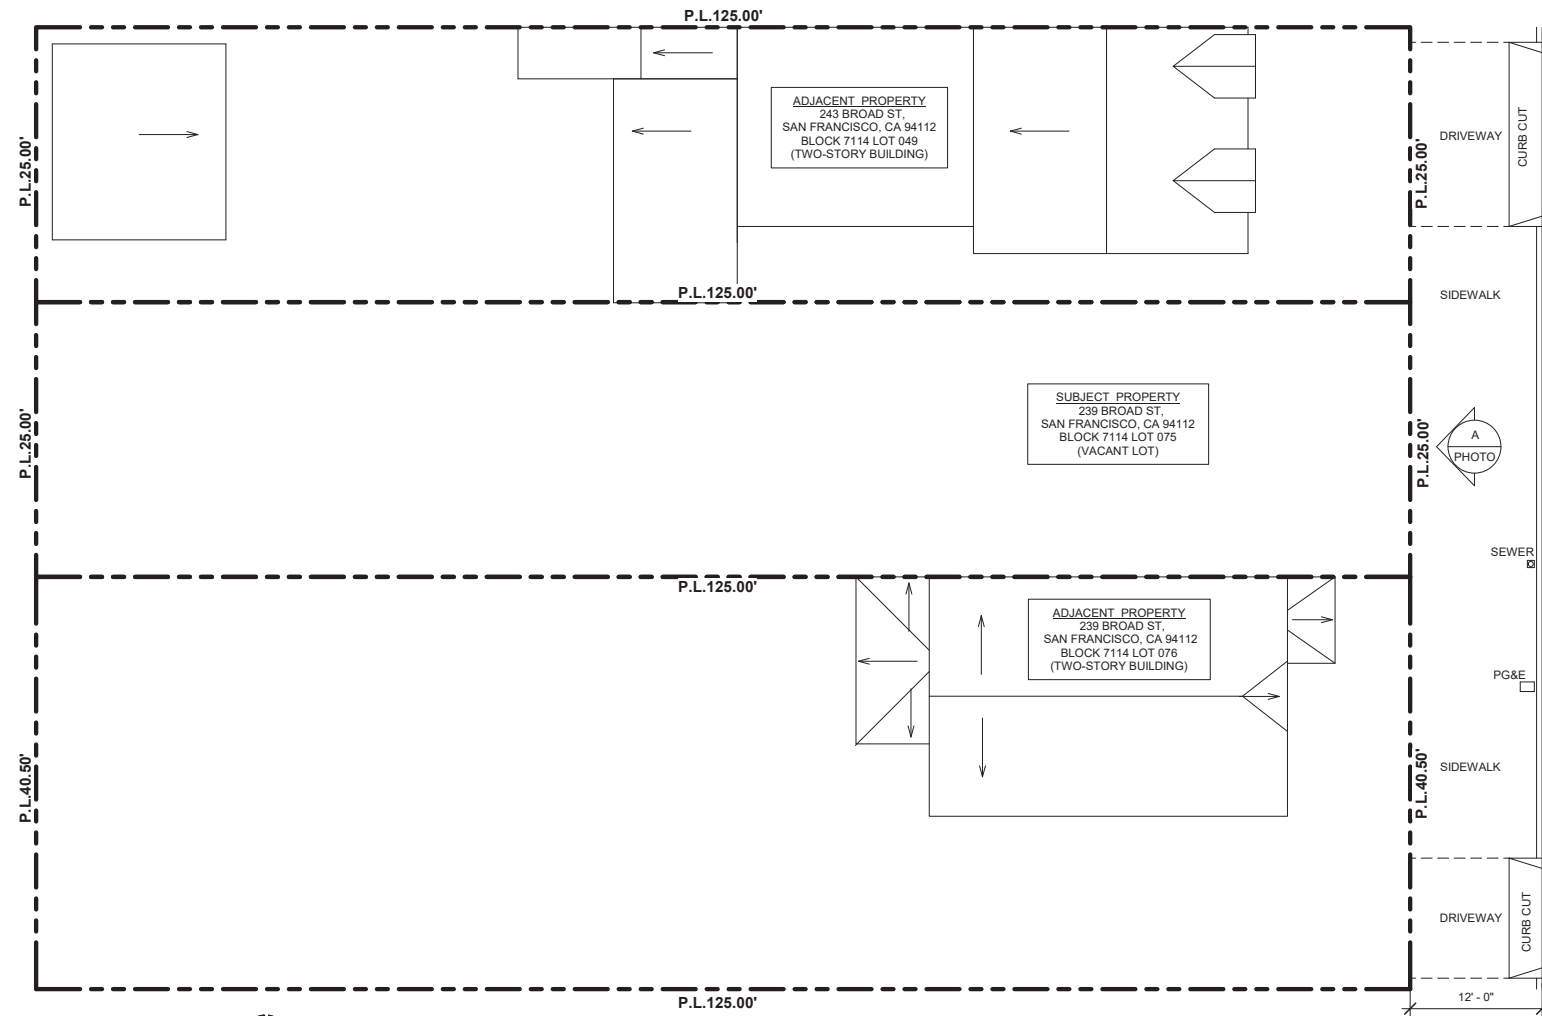 P.L.125.00'
P.L.25.00'
ADJACENT PROPERTY
243 BROAD ST,
SAN FRANCISCO, CA 94112
BLOCK 7114 LOT 049
(TWO-STORY BUILDING)
P.L.25.00'
DRIVEWAY
CURB CUT
P.L.125.00'
SIDEWALK
P.L.25.00'
SUBJECT PROPERTY
239 BROAD ST,
SAN FRANCISCO, CA 94112
BLOCK 7114 LOT 075
(VACANT LOT)
P.L.25.00'
A
PHOTO
SEWER
P.L.125.00'
ADJACENT PROPERTY
239 BROAD ST,
SAN FRANCISCO, CA 94112
BLOCK 7114 LOT 076
(TWO-STORY BUILDING)
PG&E
P.L.40.50'
P.L.40.50'
SIDEWALK
DRIVEWAY
CURB CUT
P.L.125.00'
12' - 0"